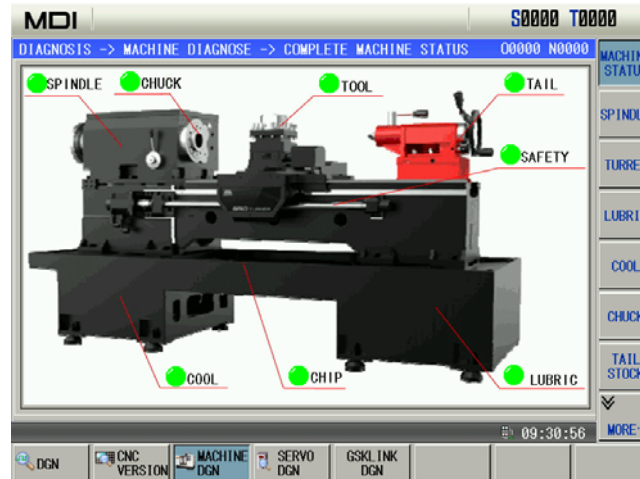 MDI
S0000 T0000
DIAGNOSIS -> MACHINE DIAGNOSE -> COMPLETE MACHINE STATUS O0000 N0000
SPINDLE
CHUCK
TOOL
TAIL
SAFETY
COOL
CHIP
LUBRIC
MACHIN
STATU
SPINDL
TURRE
LUBRI
COOL
CHUCK
TAIL
STOCK
MORE
09:30:56
DGN
CNC
VERSION
MACHINE
DGN
SERVO
DGN
GSKLINK
DGN